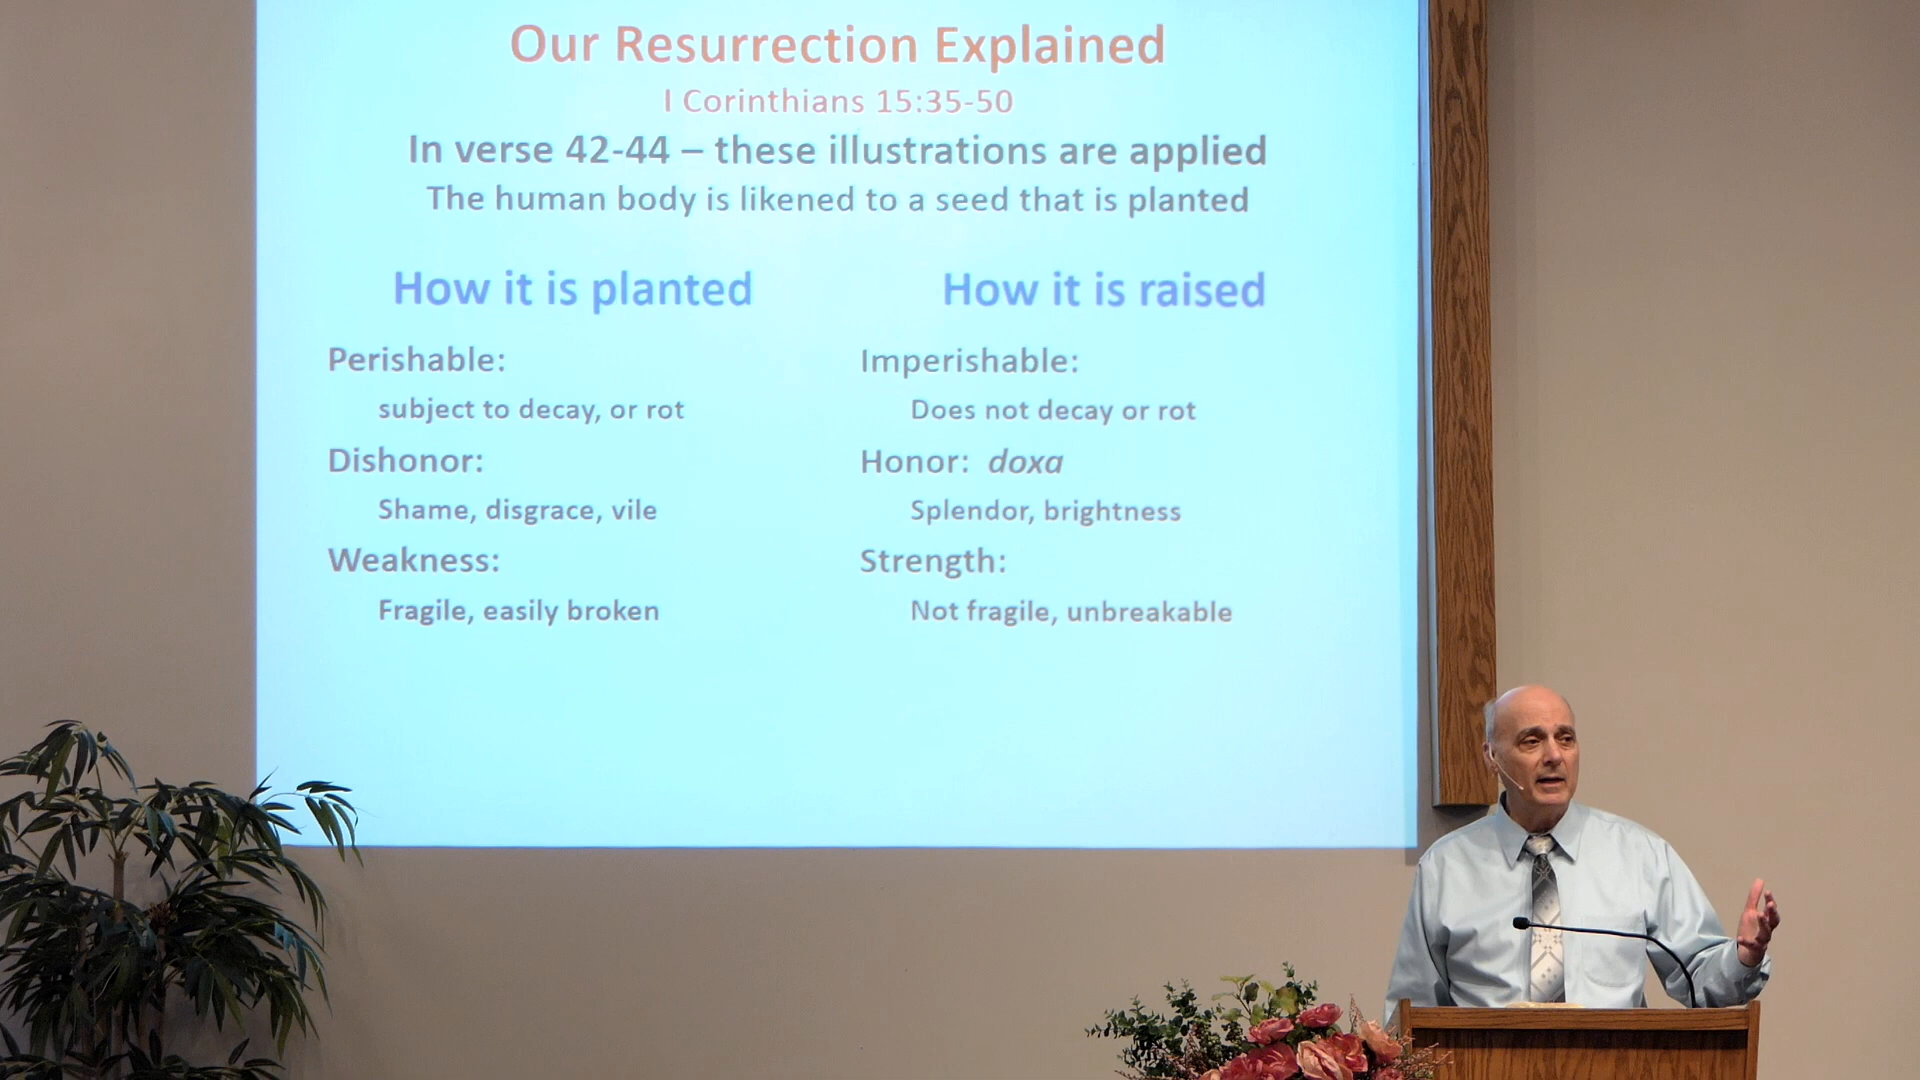 Our Resurrection Explained
I Corinthians 15:35-50
In verse 42-44 – these illustrations are applied
The human body is likened to a seed that is planted
How it is planted
Perishable:
subject to decay, or rot
Dishonor:
Shame, disgrace, vile
Weakness:
Fragile, easily broken
How it is raised
Imperishable:
Does not decay or rot
Honor: doxa
Splendor, brightness
Strength:
Not fragile, unbreakable